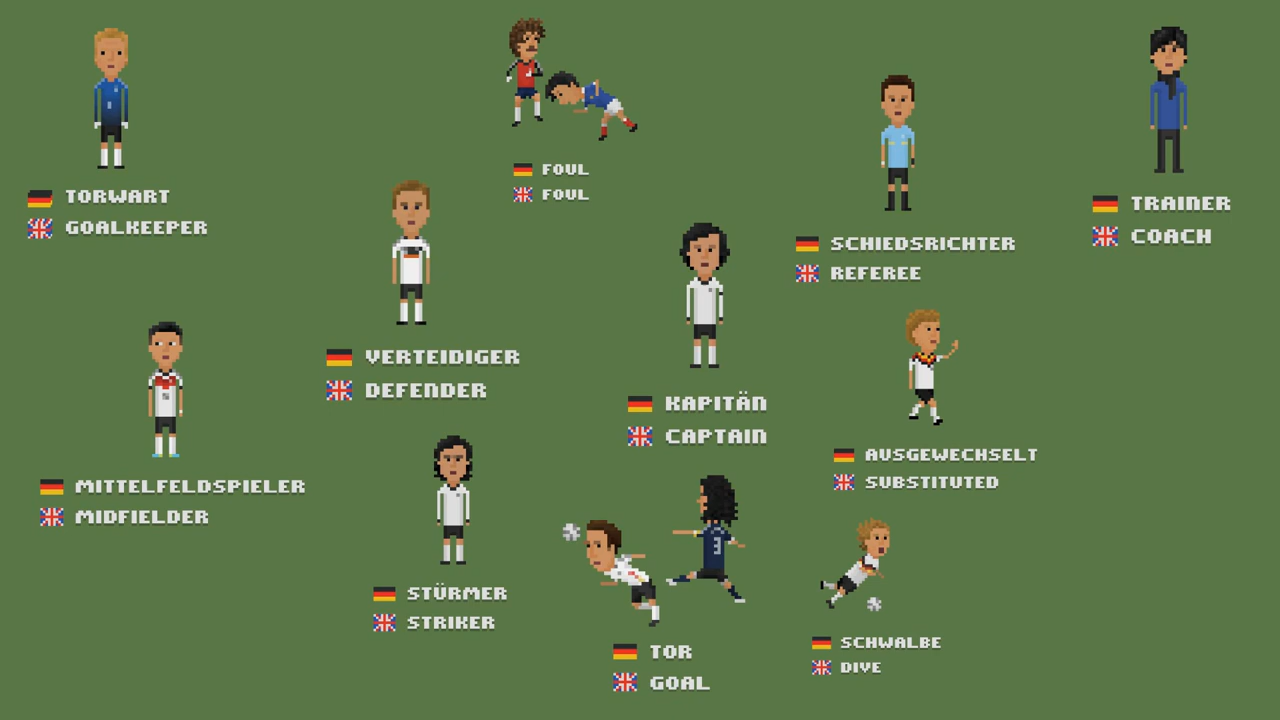 TORWART
GOALKEEPER
FOUL
FOUL
TRAINER
COACH
SCHIEDSRICHTER
REFEREE
VERTEIDIGER
DEFENDER
KAPITÄN
CAPTAIN
AUSGEWECHSELT
SUBSTITUTED
MITTELFELDSPIELER
MIDFIELDER
3
STÜRMER
STRIKER
TOR
GOAL
SCHWALBE
DIVE